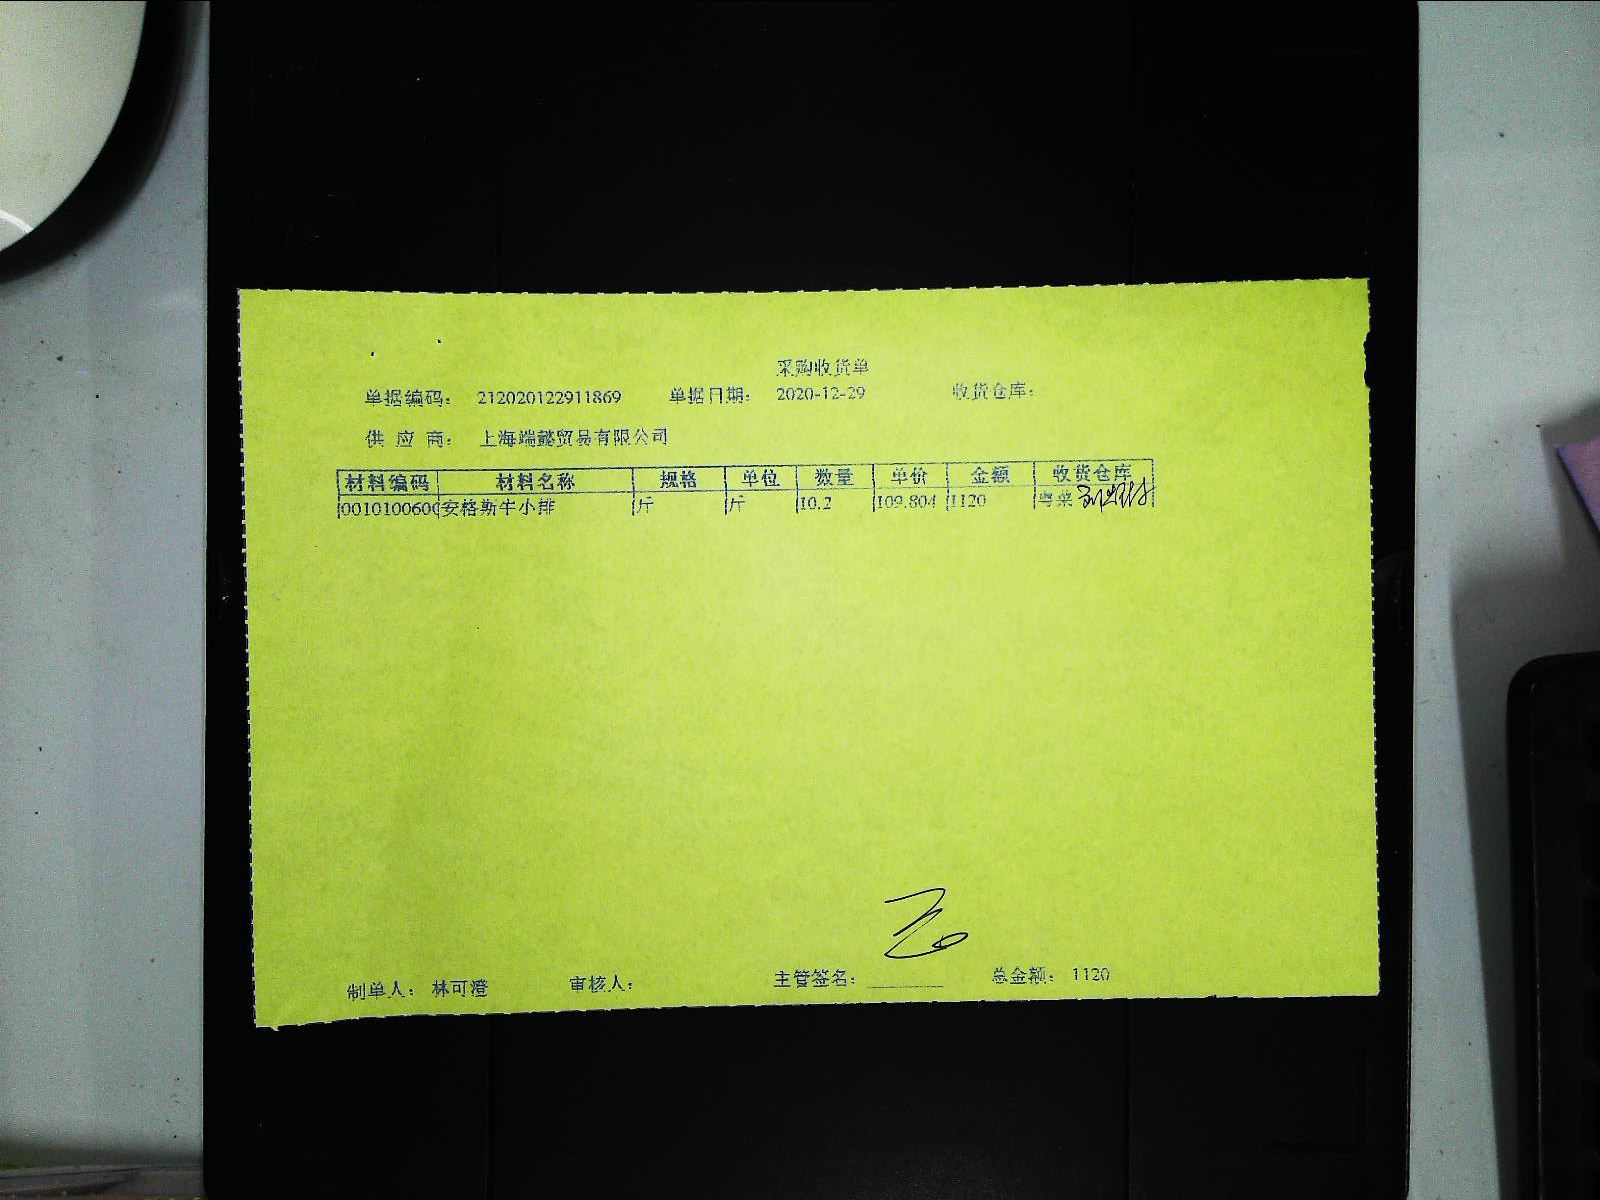 采购收货单
单据编码： 212020122911869 单据日期： 2020-12-29 收货仓库：
供 应 商： 上海端懿贸易有限公司
材料编码 材料名称 规格 单位 数量 单价 金额 收货仓库
0010100600 安格斯牛小排 斤 斤 10.2 109.804 1120 粤菜
制单人： 林可澄 审核人： 主管签名： 总金额： 1120